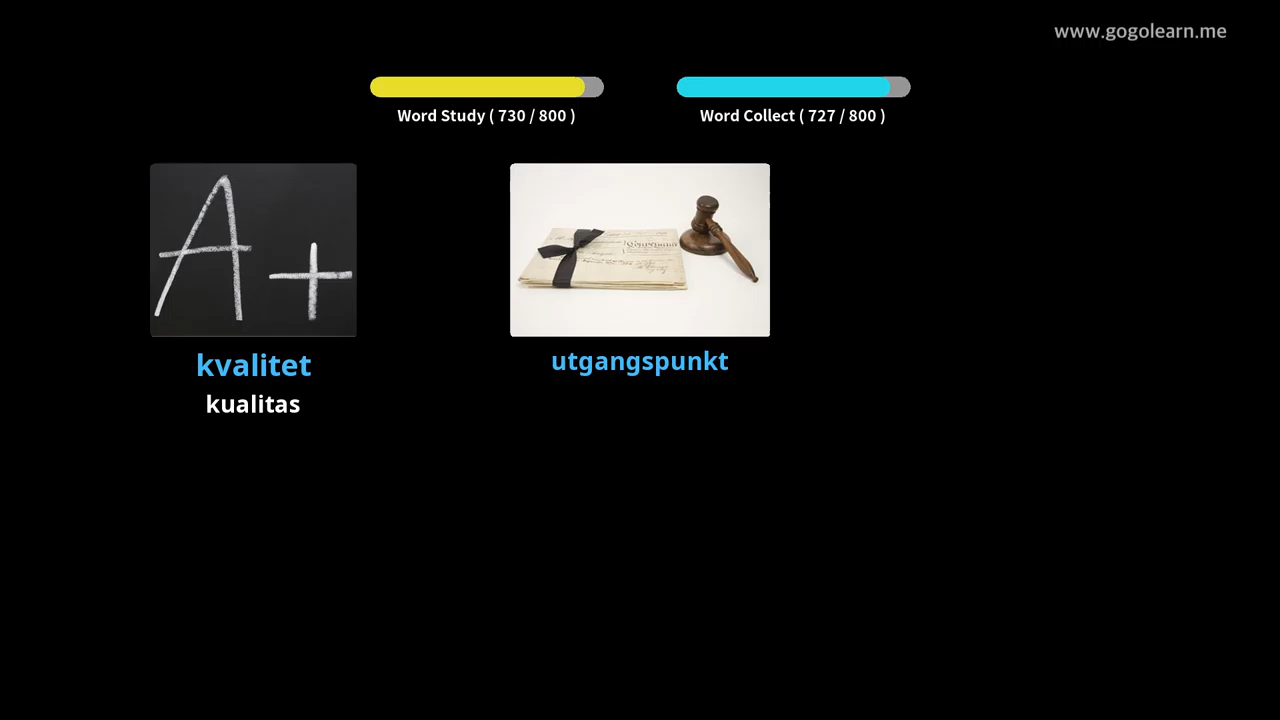 www.gogolearn.me
Word Study ( 730 / 800 )
Word Collect ( 727 / 800 )
A+
kvalitet
kualitas
utgangspunkt